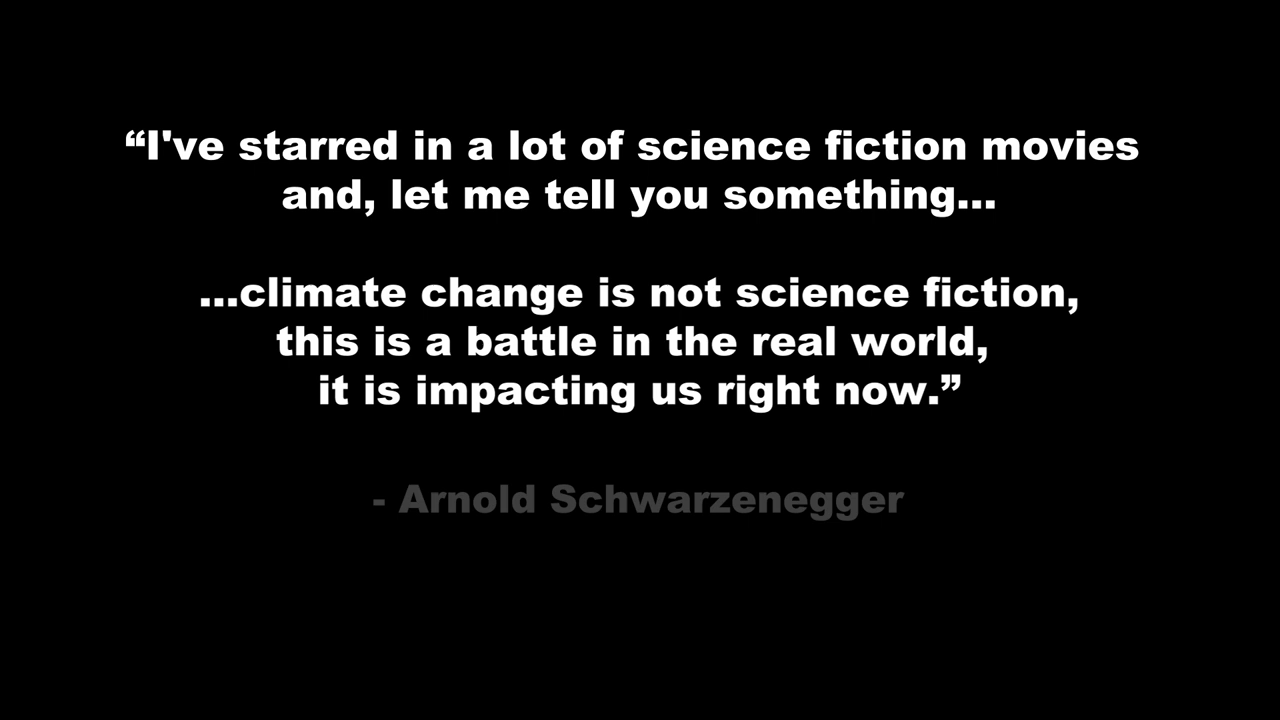 “I've starred in a lot of science fiction movies
and, let me tell you something...
...climate change is not science fiction,
this is a battle in the real world,
it is impacting us right now.”
- Arnold Schwarzenegger